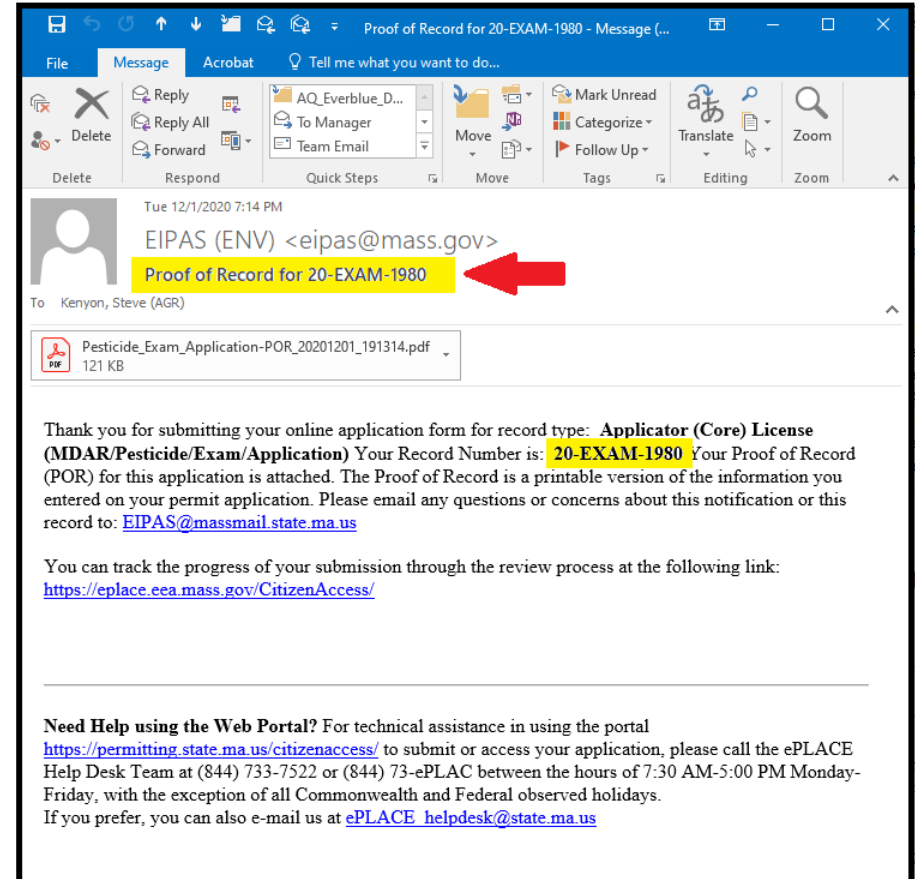 Proof of Record for 20-EXAM-1980 - Message (...
File Message Acrobat Tell me what you want to do...
Delete
Reply
Reply All
Forward
AQ_Everblue_D...
To Manager
Team Email
Move
Mark Unread
Categorize
Follow Up
Translate
Zoom
Delete Respond Quick Steps Move Tags Editing Zoom
Tue 12/1/2020 7:14 PM
EIPAS (ENV) <eipas@mass.gov>
Proof of Record for 20-EXAM-1980
To Kenyon, Steve (AGR)
PDF
Pesticide_Exam_Application-POR_20201201_191314.pdf
121 KB
Thank you for submitting your online application form for record type: Applicator (Core) License
(MDAR/Pesticide/Exam/Application) Your Record Number is: 20-EXAM-1980 Your Proof of Record
(POR) for this application is attached. The Proof of Record is a printable version of the information you
entered on your permit application. Please email any questions or concerns about this notification or this
record to: EIPAS@massmail.state.ma.us
You can track the progress of your submission through the review process at the following link:
https://eplace.eea.mass.gov/CitizenAccess/
Need Help using the Web Portal? For technical assistance in using the portal
https://permitting.state.ma.us/citizenaccess/ to submit or access your application, please call the ePLACE
Help Desk Team at (844) 733-7522 or (844) 73-ePLAC between the hours of 7:30 AM-5:00 PM Monday-
Friday, with the exception of all Commonwealth and Federal observed holidays.
If you prefer, you can also e-mail us at ePLACE_helpdesk@state.ma.us